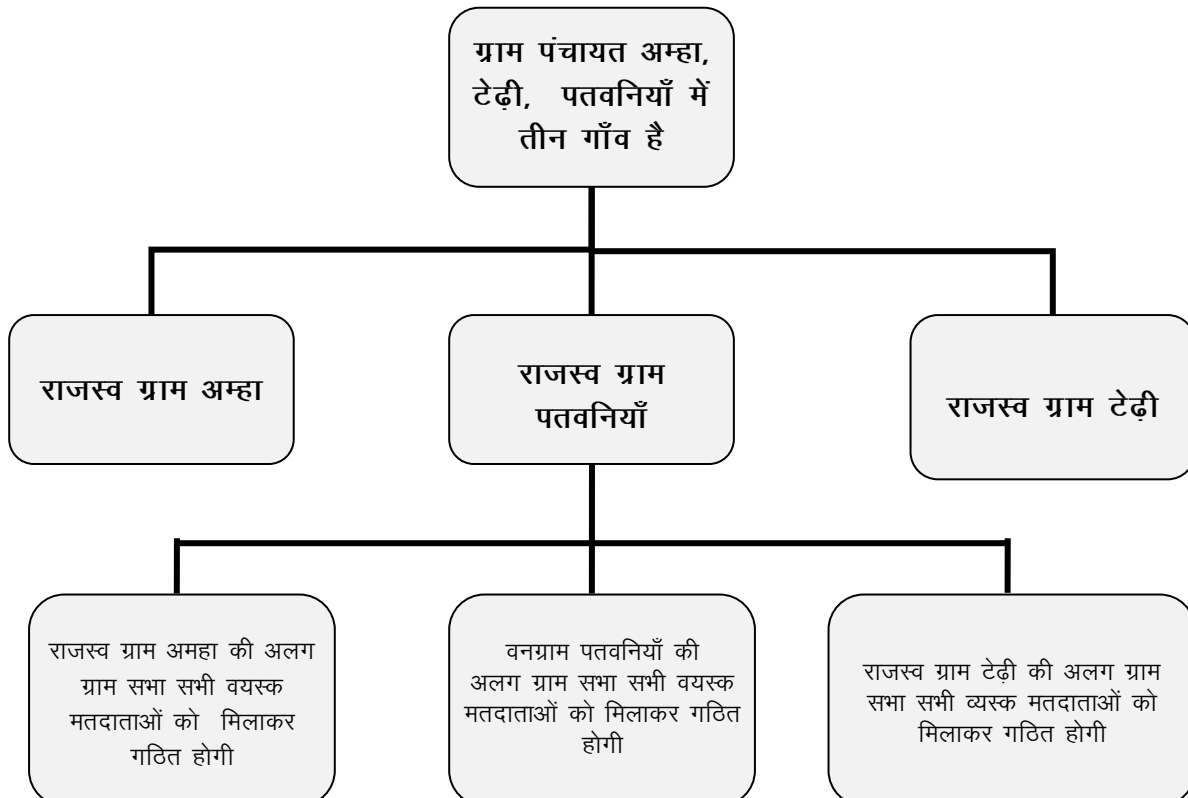 ग्राम पंचायत अम्हा,
टेढ़ी, पतवनियाँ में
तीन गाँव है
राजस्व ग्राम अम्हा
राजस्व ग्राम
पतवनियाँ
राजस्व ग्राम टेढ़ी
राजस्व ग्राम अमहा की अलग
ग्राम सभा सभी वयस्क
मतदाताओं को मिलाकर
गठित होगी
वनग्राम पतवनियाँ की
अलग ग्राम सभा सभी वयस्क
मतदाताओं को मिलाकर गठित
होगी
राजस्व ग्राम टेढ़ी की अलग ग्राम
सभा सभी व्यस्क मतदाताओं को
मिलाकर गठित होगी